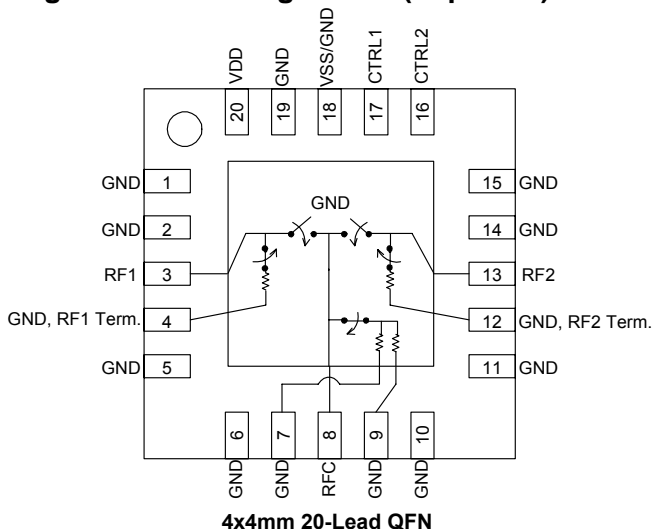 VDD
GND
VSS/GND
CTRL1
CTRL2
20
19
18
17
16
GND 1
15 GND
GND
GND 2
14 GND
RF1 3
13 RF2
GND, RF1 Term. 4
12 GND, RF2 Term.
GND 5
11 GND
6
7
8
9
10
GND
GND
RFC
GND
GND
4x4mm 20-Lead QFN